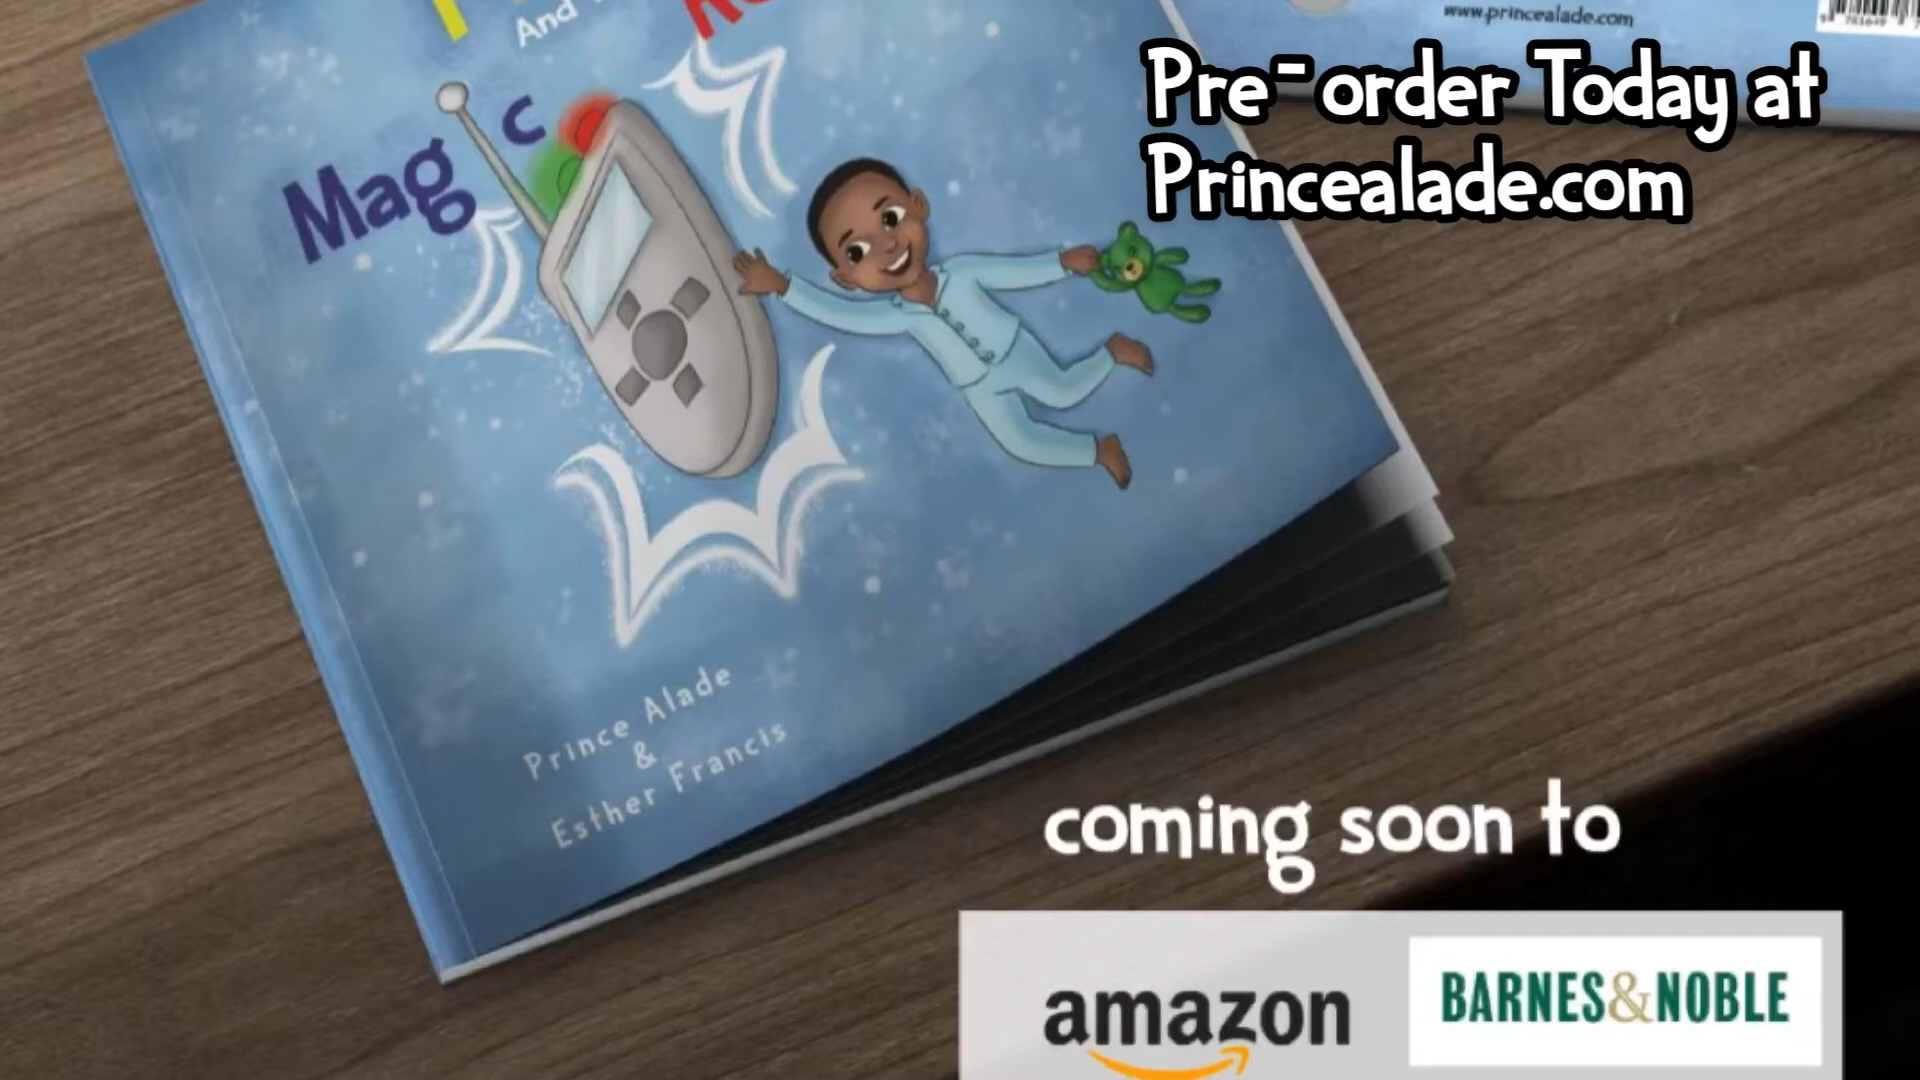 And
Magic
www.princealade.com
Pre-order Today at
Princealade.com
Prince Alade
&
Esther Francis
coming soon to
amazon
BARNES&NOBLE